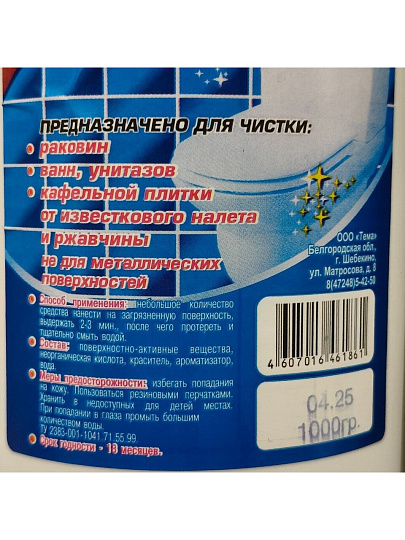 ПРЕДНАЗНАЧЕНО ДЛЯ ЧИСТКИ:
• раковин
• ванн, унитазов
• кафельной плитки
от известкового налета
и ржавчины
не для металлических
поверхностей
ООО «Тема»
Белгородская обл.,
г. Шебекино,
ул. Матросова, д. 8
8(47248)5-42-50
• Способ применения: небольшое количество
средства нанести на загрязненную поверхность,
выдержать 2-3 мин., после чего протереть и
тщательно смыть водой.
• Состав: поверхностно-активные вещества,
неорганическая кислота, краситель, ароматизатор,
вода.
• Меры предосторожности: избегать попадания
на кожу. Пользоваться резиновыми перчатками.
Хранить в недоступных для детей местах.
При попадании в глаза промыть большим
количеством воды.
ТУ 2383-001-1041.71.55.99
• Срок годности - 18 месяцев.
4607016461861
04.25
1000гр.